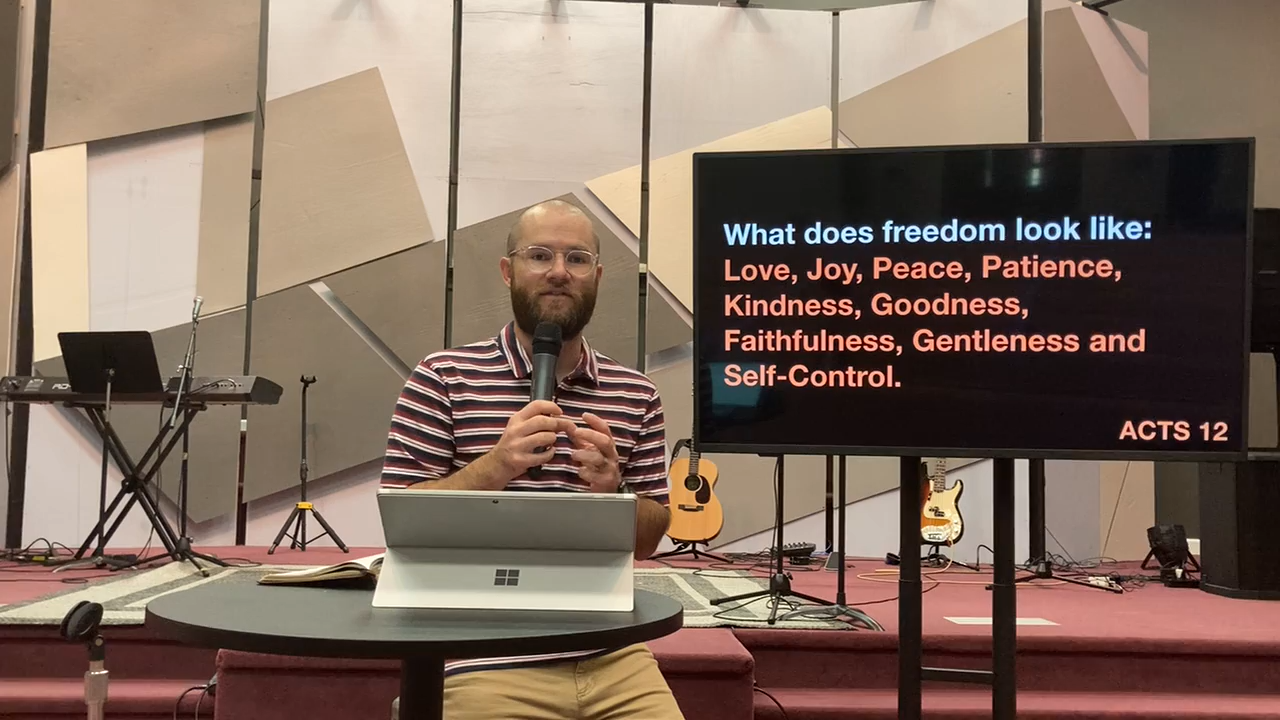 What does freedom look like:
Love, Joy, Peace, Patience,
Kindness, Goodness,
Faithfulness, Gentleness and
Self-Control.
ACTS 12